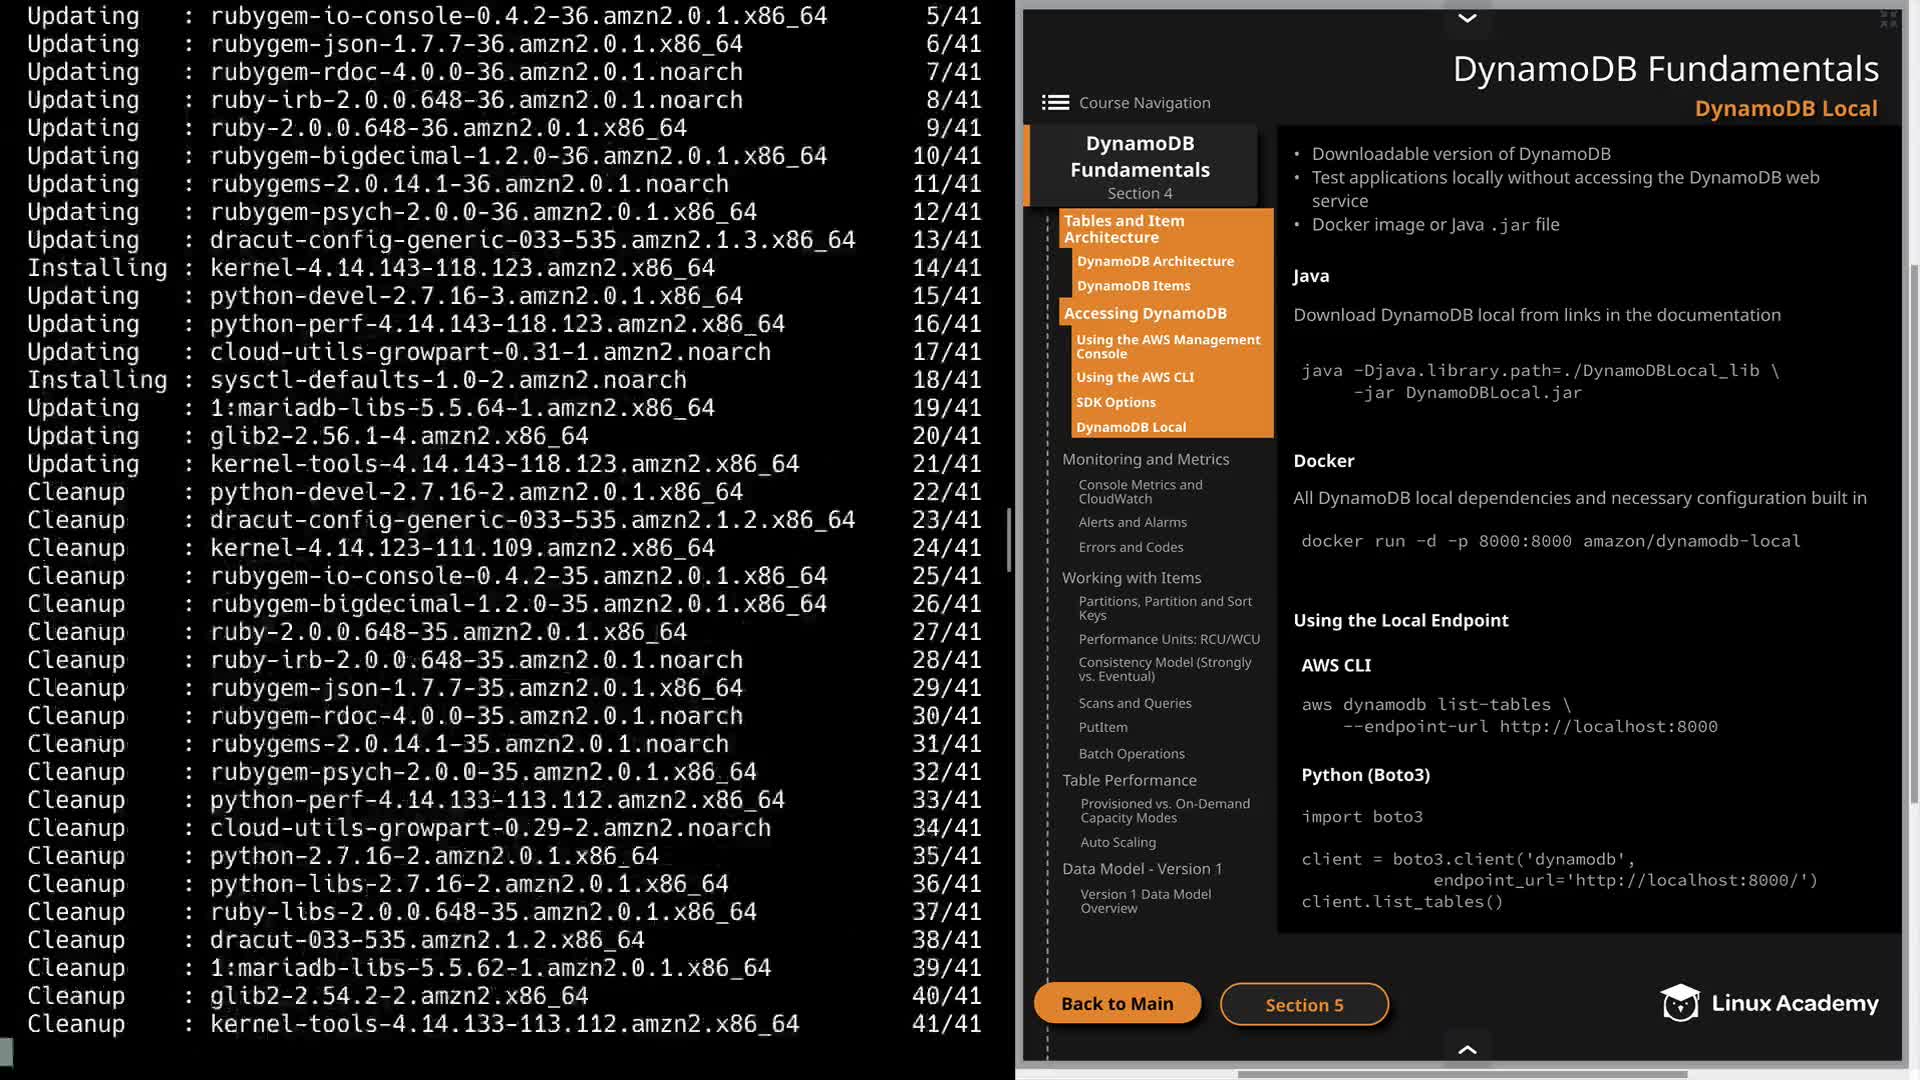 Updating   : rubygem-io-console-0.4.2-36.amzn2.0.1.x86_64   5/41
Updating   : rubygem-json-1.7.7-36.amzn2.0.1.x86_64   6/41
Updating   : rubygem-rdoc-4.0.0-36.amzn2.0.1.noarch   7/41
Updating   : ruby-irb-2.0.0.648-36.amzn2.0.1.noarch   8/41
Updating   : ruby-2.0.0.648-36.amzn2.0.1.x86_64   9/41
Updating   : rubygem-bigdecimal-1.2.0-36.amzn2.0.1.x86_64   10/41
Updating   : rubygems-2.0.14.1-36.amzn2.0.1.noarch   11/41
Updating   : rubygem-psych-2.0.0-36.amzn2.0.1.x86_64   12/41
Updating   : dracut-config-generic-033-535.amzn2.1.3.x86_64   13/41
Installing : kernel-4.14.143-118.123.amzn2.x86_64   14/41
Updating   : python-devel-2.7.16-3.amzn2.0.1.x86_64   15/41
Updating   : python-perf-4.14.143-118.123.amzn2.x86_64   16/41
Updating   : cloud-utils-growpart-0.31-1.amzn2.noarch   17/41
Installing : sysctl-defaults-1.0-2.amzn2.noarch   18/41
Updating   : 1:mariadb-libs-5.5.64-1.amzn2.x86_64   19/41
Updating   : glib2-2.56.1-4.amzn2.x86_64   20/41
Updating   : kernel-tools-4.14.143-118.123.amzn2.x86_64   21/41
Cleanup    : python-devel-2.7.16-2.amzn2.0.1.x86_64   22/41
Cleanup    : dracut-config-generic-033-535.amzn2.1.2.x86_64   23/41
Cleanup    : kernel-4.14.123-111.109.amzn2.x86_64   24/41
Cleanup    : rubygem-io-console-0.4.2-35.amzn2.0.1.x86_64   25/41
Cleanup    : rubygem-bigdecimal-1.2.0-35.amzn2.0.1.x86_64   26/41
Cleanup    : ruby-2.0.0.648-35.amzn2.0.1.x86_64   27/41
Cleanup    : ruby-irb-2.0.0.648-35.amzn2.0.1.noarch   28/41
Cleanup    : rubygem-json-1.7.7-35.amzn2.0.1.x86_64   29/41
Cleanup    : rubygem-rdoc-4.0.0-35.amzn2.0.1.noarch   30/41
Cleanup    : rubygems-2.0.14.1-35.amzn2.0.1.noarch   31/41
Cleanup    : rubygem-psych-2.0.0-35.amzn2.0.1.x86_64   32/41
Cleanup    : python-perf-4.14.133-113.112.amzn2.x86_64   33/41
Cleanup    : cloud-utils-growpart-0.29-2.amzn2.noarch   34/41
Cleanup    : python-2.7.16-2.amzn2.0.1.x86_64   35/41
Cleanup    : python-libs-2.7.16-2.amzn2.0.1.x86_64   36/41
Cleanup    : ruby-libs-2.0.0.648-35.amzn2.0.1.x86_64   37/41
Cleanup    : dracut-033-535.amzn2.1.2.x86_64   38/41
Cleanup    : 1:mariadb-libs-5.5.62-1.amzn2.0.1.x86_64   39/41
Cleanup    : glib2-2.54.2-2.amzn2.x86_64   40/41
Cleanup    : kernel-tools-4.14.133-113.112.amzn2.x86_64   41/41
DynamoDB Fundamentals
DynamoDB Local
Course Navigation
DynamoDB
Fundamentals
Section 4
Tables and Item
Architecture
DynamoDB Architecture
DynamoDB Items
Accessing DynamoDB
Using the AWS Management
Console
Using the AWS CLI
SDK Options
DynamoDB Local
Monitoring and Metrics
Console Metrics and
CloudWatch
Alerts and Alarms
Errors and Codes
Working with Items
Partitions, Partition and Sort
Keys
Performance Units: RCU/WCU
Consistency Model (Strongly
vs. Eventual)
Scans and Queries
PutItem
Batch Operations
Table Performance
Provisioned vs. On-Demand
Capacity Modes
Auto Scaling
Data Model - Version 1
Version 1 Data Model
Overview
• Downloadable version of DynamoDB
• Test applications locally without accessing the DynamoDB web
service
• Docker image or Java .jar file
Java
Download DynamoDB local from links in the documentation
java -Djava.library.path=./DynamoDBLocal_lib \
-jar DynamoDBLocal.jar
Docker
All DynamoDB local dependencies and necessary configuration built in
docker run -d -p 8000:8000 amazon/dynamodb-local
Using the Local Endpoint
AWS CLI
aws dynamodb list-tables \
--endpoint-url http://localhost:8000
Python (Boto3)
import boto3
client = boto3.client('dynamodb',
endpoint_url='http://localhost:8000/')
client.list_tables()
Back to Main
Section 5
Linux Academy